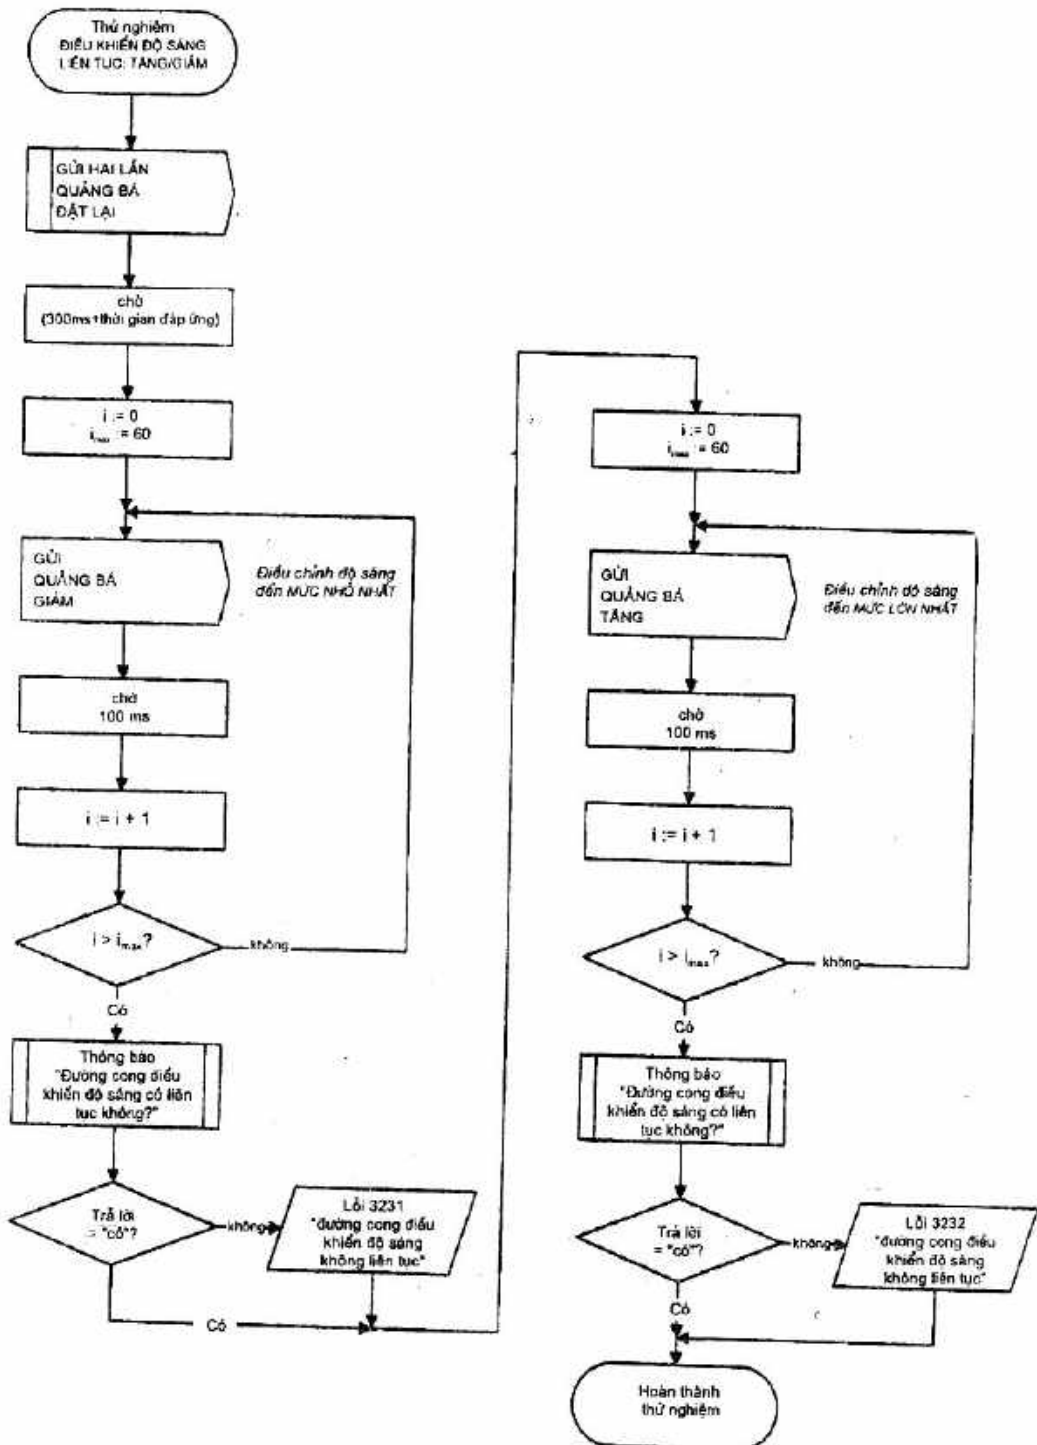 Thử nghiệm
ĐIỀU KHIỂN ĐỘ SÁNG
LIÊN TỤC: TĂNG/GIẢM
GỬI HAI LẦN
QUẢNG BÁ
ĐẶT LẠI
chờ
(300ms+thời gian đáp ứng)
i := 0
imax := 60
GỬI
QUẢNG BÁ
GIẢM
Điều chỉnh độ sáng
đến MỨC NHỎ NHẤT
chờ
100 ms
i := i + 1
i > imax?
không
Có
Thông báo
"Đường cong điều
khiển độ sáng có liên
tục không?"
Trả lời
= "có"?
không
Lỗi 3231
"đường cong điều
khiển độ sáng
không liên tục"
Có
i := 0
imax := 60
GỬI
QUẢNG BÁ
TĂNG
Điều chỉnh độ sáng
đến MỨC LỚN NHẤT
chờ
100 ms
i := i + 1
i > imax?
không
Có
Thông báo
"Đường cong điều
khiển độ sáng có liên
tục không?"
Trả lời
= "có"?
không
Lỗi 3232
"đường cong điều
khiển độ sáng
không liên tục"
Có
Hoàn thành
thử nghiệm